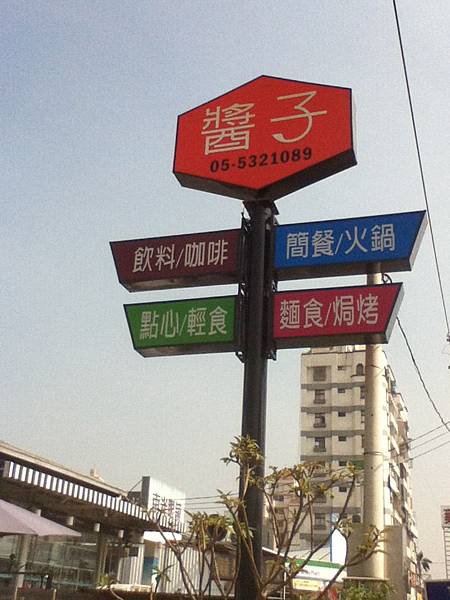 醬子
05-5321089
飲料/咖啡
簡餐/火鍋
點心/輕食
麵食/焗烤